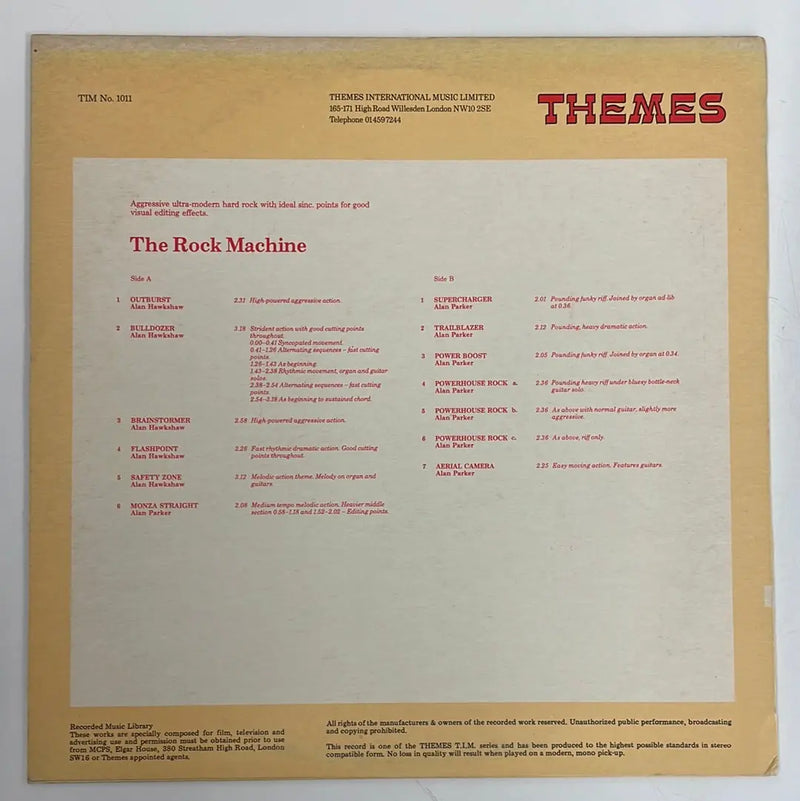 TIM No. 1011
THEMES INTERNATIONAL MUSIC LIMITED
165-171 High Road Willesden London NW10 2SE
Telephone 01 459 7244
THEMES
Aggressive ultra-modern hard rock with ideal sinc. points for good
visual editing effects.
The Rock Machine
Side A
1 OUTBURST 2.31 High-powered aggressive action.
Alan Hawkshaw
2 BULLDOZER 3.18 Strident action with good cutting points
Alan Hawkshaw throughout.
0.00–0.41 Syncopated movement.
0.41–1.26 Alternating sequences – fast cutting
points.
1.26–1.43 As beginning.
1.43–2.38 Rhythmic movement, organ and guitar
solos.
2.38–2.54 Alternating sequences – fast cutting
points.
2.54–3.18 As beginning to sustained chord.
3 BRAINSTORMER 2.58 High powered aggressive action.
Alan Hawkshaw
4 FLASHPOINT 2.26 Fast rhythmic dramatic action. Good cutting
Alan Hawkshaw points throughout.
5 SAFETY ZONE 3.12 Melodic action theme. Melody on organ and
Alan Hawkshaw guitars.
6 MONZA STRAIGHT 2.08 Medium tempo melodic action. Heavier middle
Alan Parker section 0.58–1.18 and 1.52–2.02 – Editing points.
Side B
1 SUPERCHARGER 2.01 Pounding funky riff. Joined by organ ad-lib
Alan Parker at 0.36.
2 TRAILBLAZER 2.12 Pounding, heavy dramatic action.
Alan Parker
3 POWER BOOST 2.05 Pounding funky riff. Joined by organ at 0.34.
Alan Parker
4 POWERHOUSE ROCK a. 2.36 Pounding heavy riff under bluesy bottle-neck
Alan Parker guitar solo.
5 POWERHOUSE ROCK b. 2.36 As above with normal guitar, slightly more
Alan Parker aggressive.
6 POWERHOUSE ROCK c. 2.36 As above, riff only.
Alan Parker
7 AERIAL CAMERA 2.35 Easy moving action. Features guitars.
Alan Parker
Recorded Music Library
These works are specially composed for film, television and
advertising use and permission must be obtained prior to use
from MCPS, Elgar House, 380 Streatham High Road, London
SW16 or Themes appointed agents.
All rights of the manufacturers & owners of the recorded work reserved. Unauthorized public performance, broadcasting
and copying prohibited.
This record is one of the THEMES T.I.M. series and has been produced to the highest possible standards in stereo
compatible form. No loss in quality will result when played on a modern, mono pick-up.